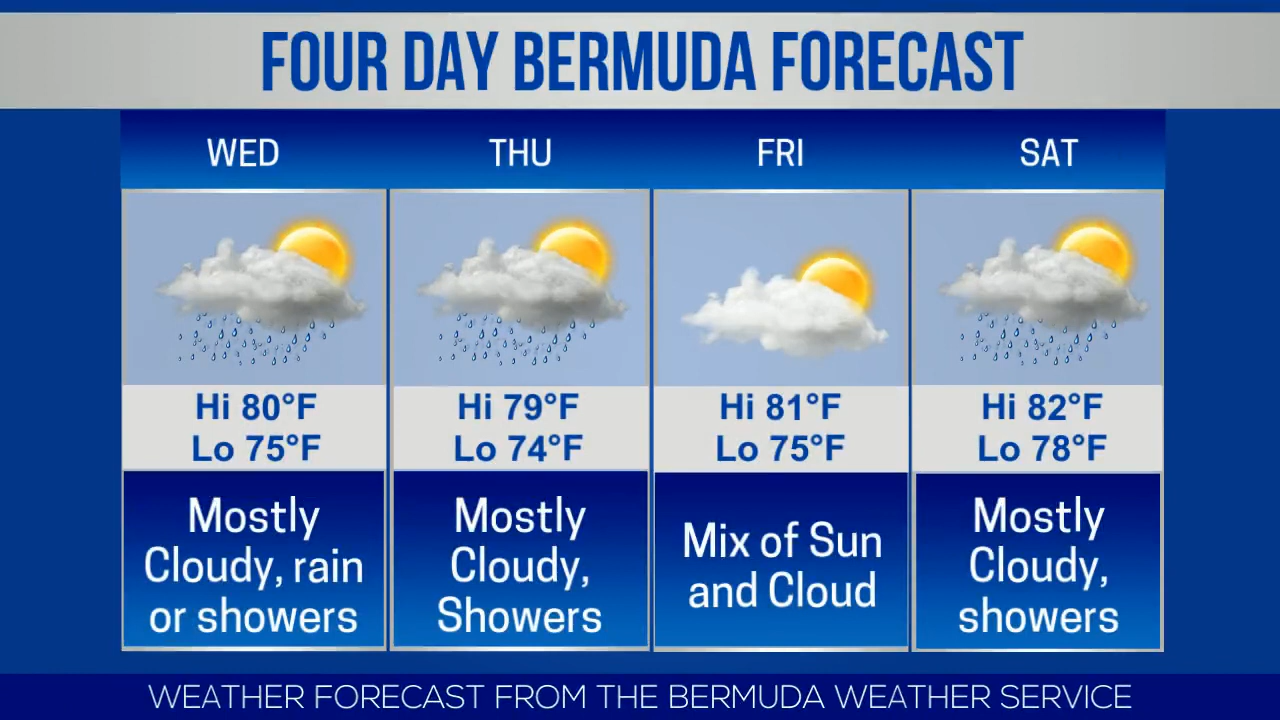 FOUR DAY BERMUDA FORECAST
WED
THU
FRI
SAT
Hi 80°F
Lo 75°F
Hi 79°F
Lo 74°F
Hi 81°F
Lo 75°F
Hi 82°F
Lo 78°F
Mostly
Cloudy, rain
or showers
Mostly
Cloudy,
Showers
Mix of Sun
and Cloud
Mostly
Cloudy,
showers
WEATHER FORECAST FROM THE BERMUDA WEATHER SERVICE